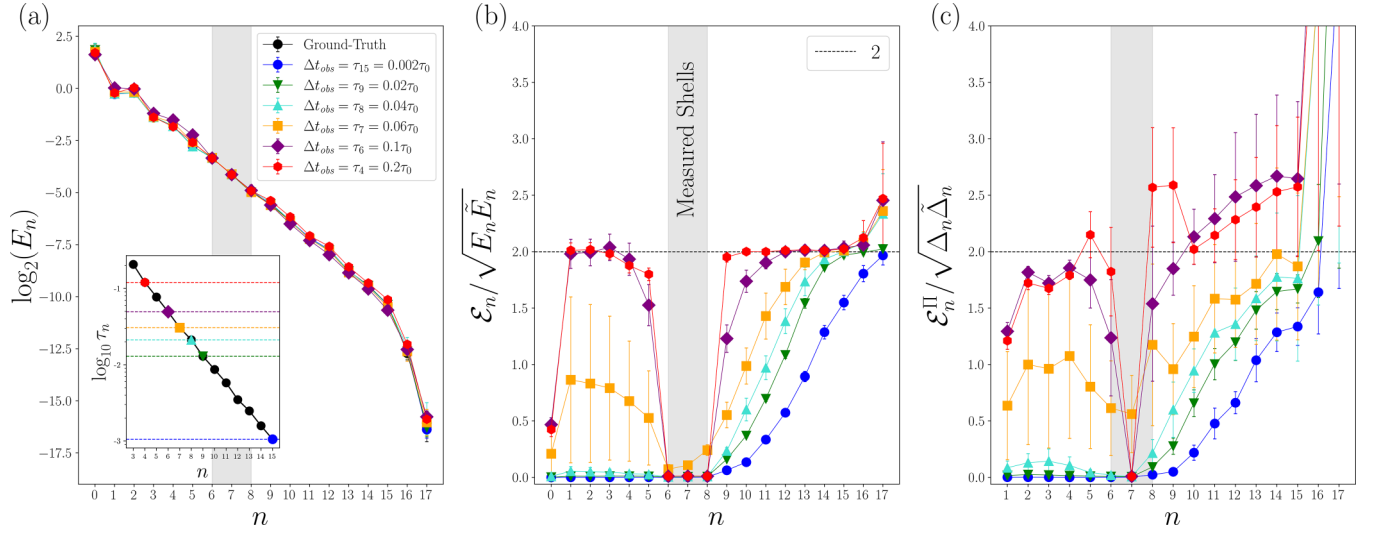 (a)
log₂(Eₙ)
2.5
0.0
−2.5
−5.0
−7.5
−10.0
−12.5
−15.0
−17.5
Ground-Truth
Δt_obs = τ₁₅ = 0.002τ₀
Δt_obs = τ₉ = 0.02τ₀
Δt_obs = τ₈ = 0.04τ₀
Δt_obs = τ₇ = 0.06τ₀
Δt_obs = τ₆ = 0.1τ₀
Δt_obs = τ₄ = 0.2τ₀
log₁₀ τₙ
-1
-2
-3
3 4 5 6 7 8 9 10 11 12 13 14 15
n
0 1 2 3 4 5 6 7 8 9 10 11 12 13 14 15 16 17
n
(b)
ℰₙ/√(EₙẼₙ)
4.0
3.5
3.0
2.5
2.0
1.5
1.0
0.5
0.0
Measured Shells
2
0 1 2 3 4 5 6 7 8 9 10 11 12 13 14 15 16 17
n
(c)
ℰₙ^Π/√(ΔₙΔ̃ₙ)
4.0
3.5
3.0
2.5
2.0
1.5
1.0
0.5
0.0
1 2 3 4 5 6 7 8 9 10 11 12 13 14 15 16 17
n